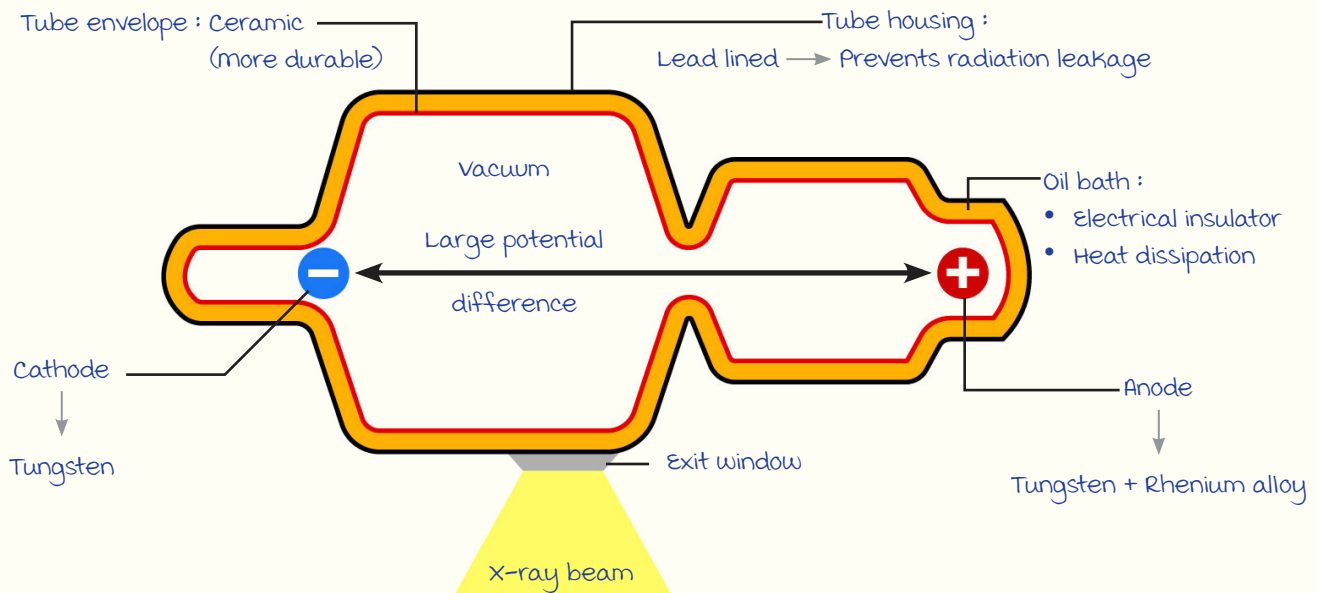 Tube envelope : Ceramic
(more durable)
Tube housing :
Lead lined → Prevents radiation leakage
Vacuum
Large potential
difference
Oil bath :
• Electrical insulator
• Heat dissipation
Cathode
Tungsten
Anode
Tungsten + Rhenium alloy
Exit window
X-ray beam